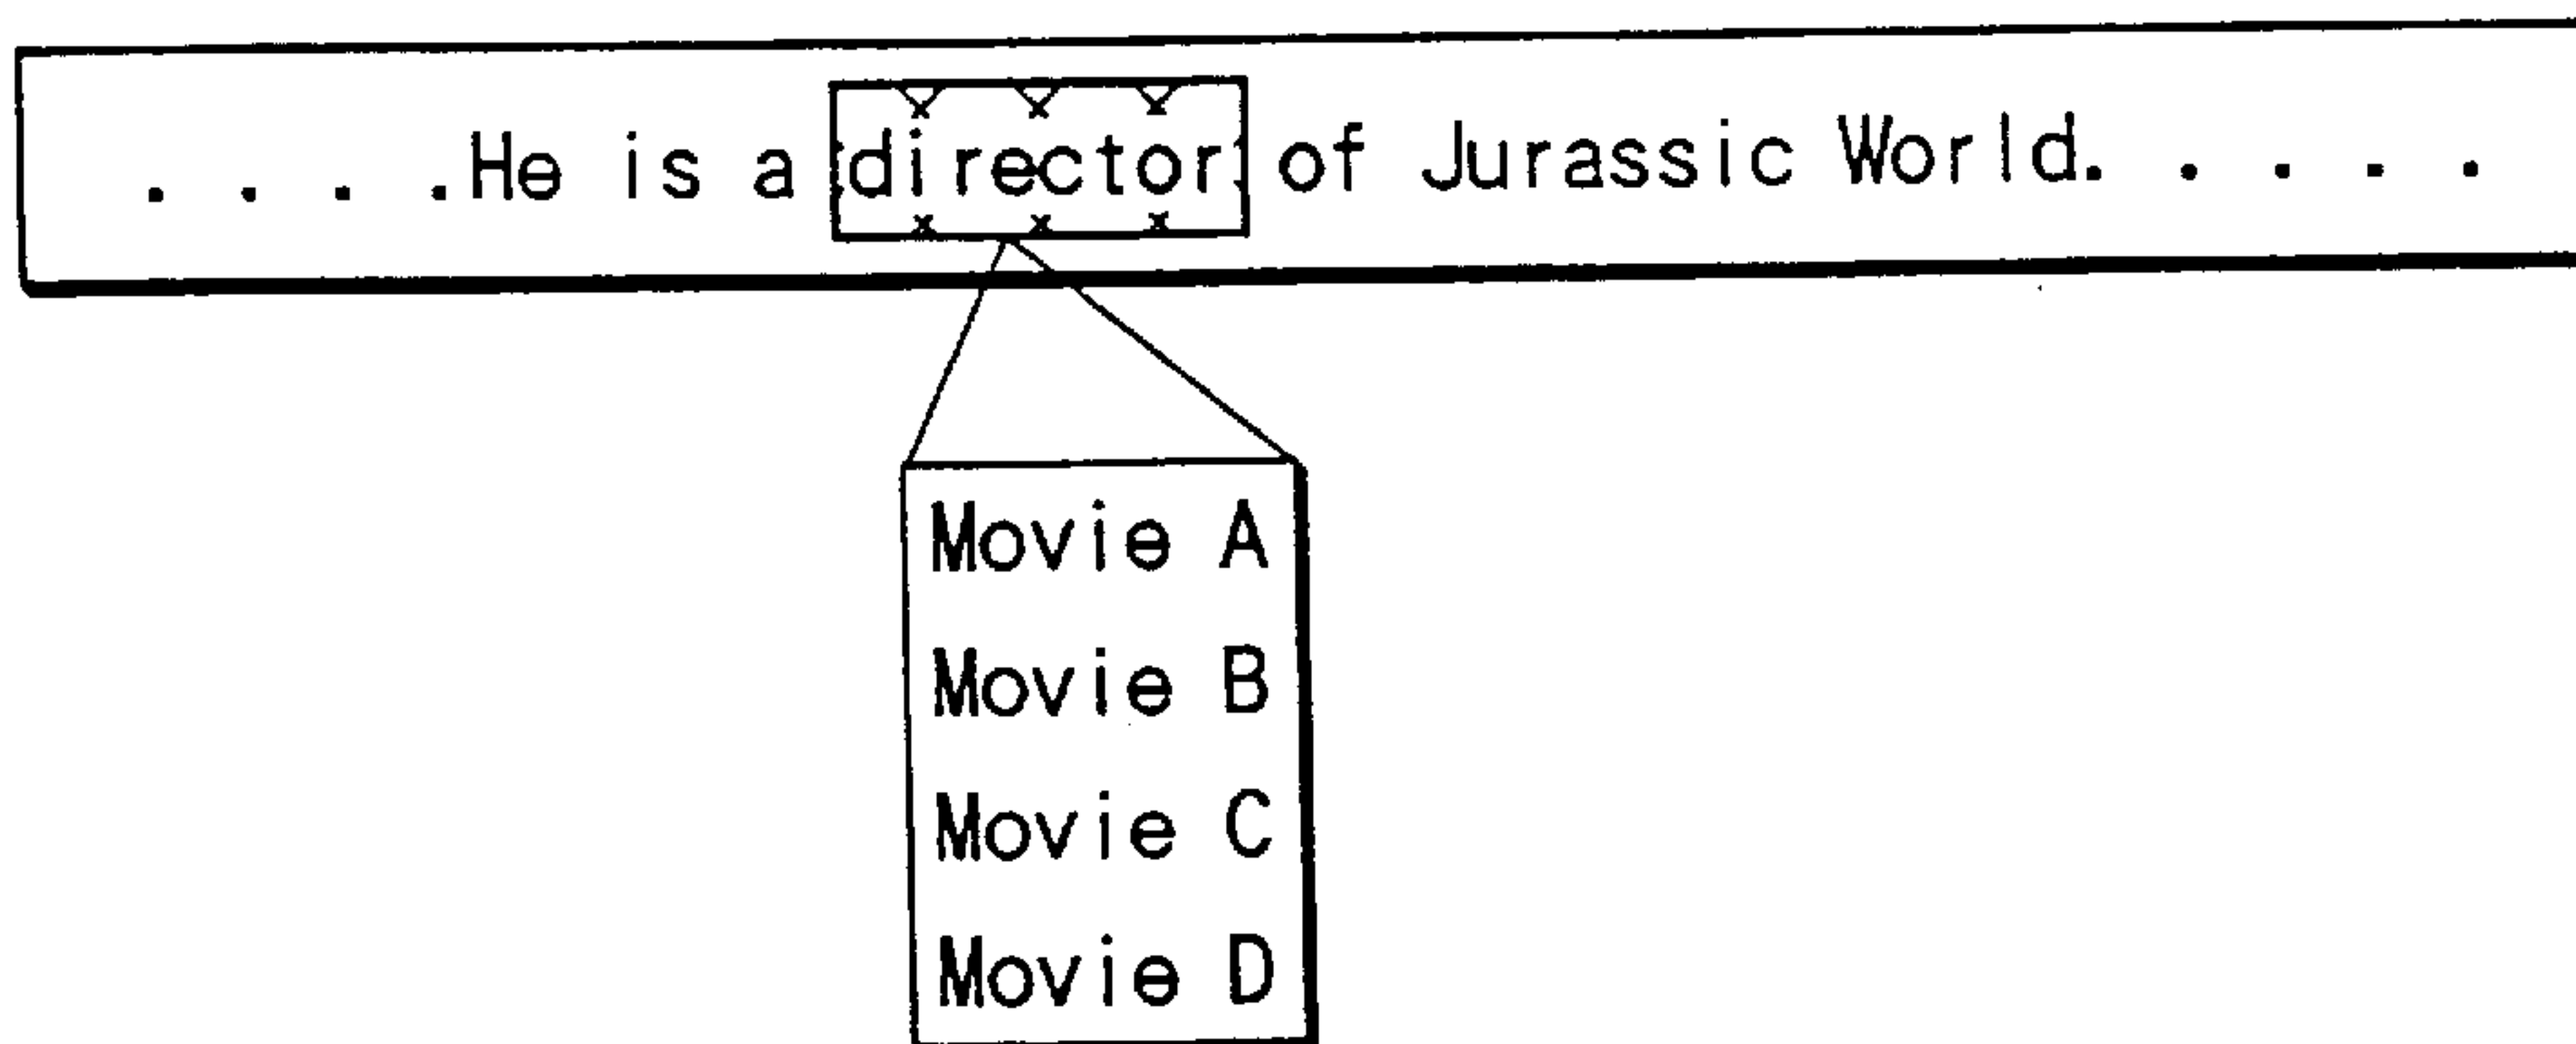 . . . .He is a director of Jurassic World. . . . .
Movie A
Movie B
Movie C
Movie D